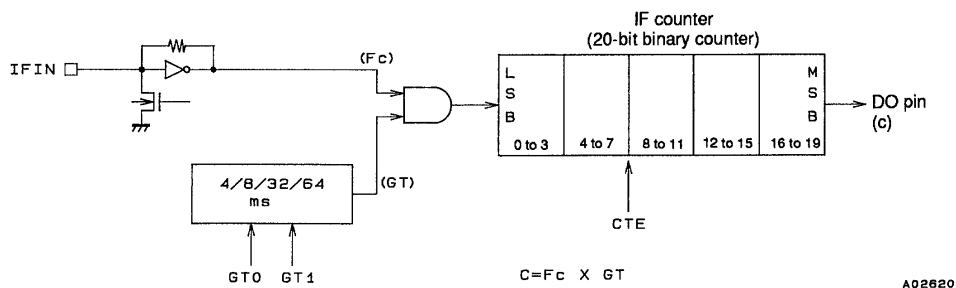 IF counter
(20-bit binary counter)
IFIN
(Fc)
L
S
B
M
S
B
DO pin
(c)
0 to 3
4 to 7
8 to 11
12 to 15
16 to 19
4/8/32/64
ms
(GT)
CTE
GT0
GT1
C=Fc X GT
A02620